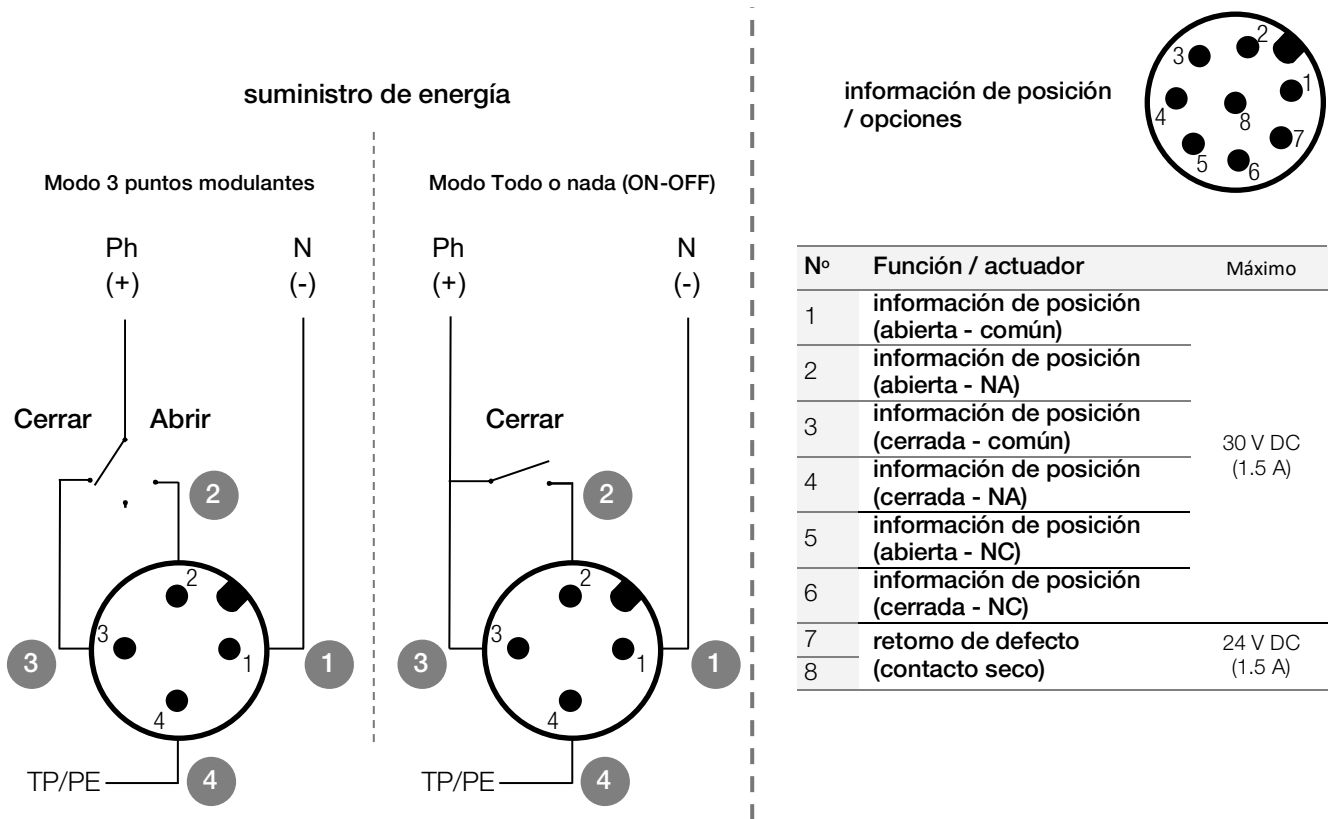 suministro de energía
Modo 3 puntos modulantes
Ph
(+)
N
(-)
Cerrar
Abrir
2
2
3
1
4
3
1
TP/PE
4
Modo Todo o nada (ON-OFF)
Ph
(+)
N
(-)
Cerrar
2
2
3
1
4
3
1
TP/PE
4
información de posición
/ opciones
2
3
1
4
8
7
5
6
Nº Función / actuador Máximo
1 información de posición
(abierta - común)
2 información de posición
(abierta - NA)
3 información de posición
(cerrada - común)
4 información de posición
(cerrada - NA)
5 información de posición
(abierta - NC)
6 información de posición
(cerrada - NC)
30 V DC
(1.5 A)
7 retorno de defecto
8 (contacto seco)
24 V DC
(1.5 A)